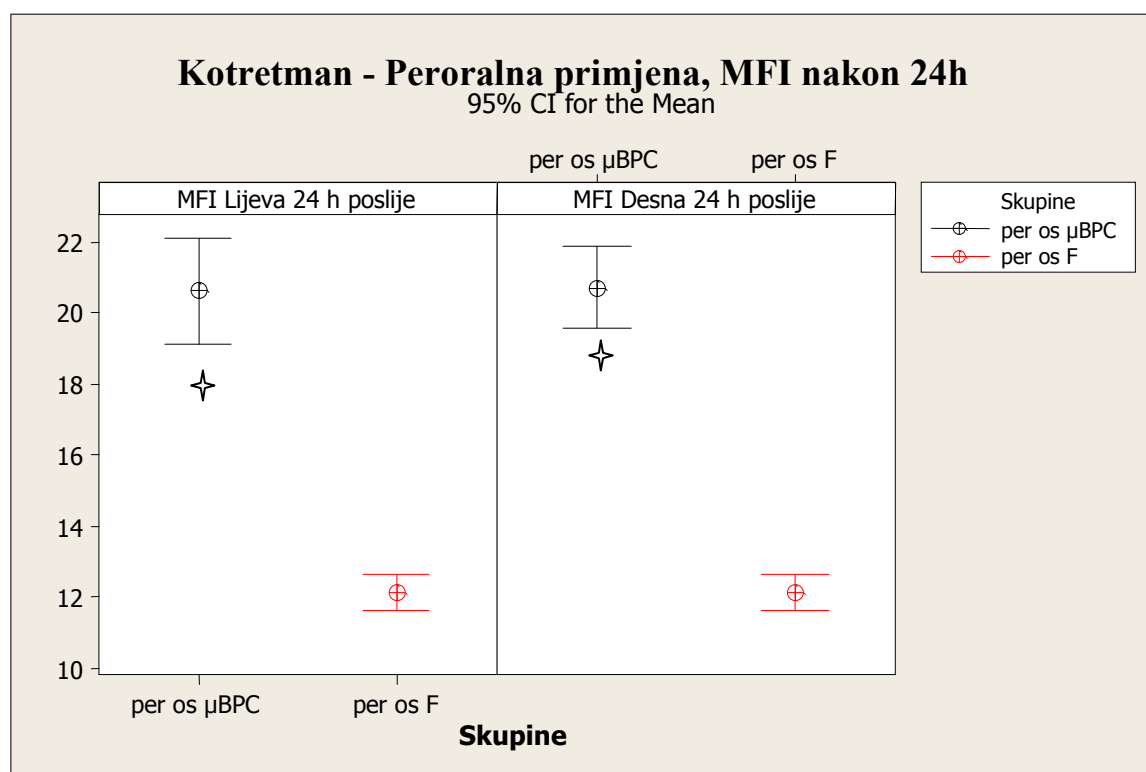 Kotretman - Peroralna primjena, MFI nakon 24h
95% CI for the Mean
per os µBPC per os F
MFI Lijeva 24 h poslije MFI Desna 24 h poslije
Skupine
per os µBPC
per os F
22
20
18
16
14
12
10
per os µBPC per os F
Skupine